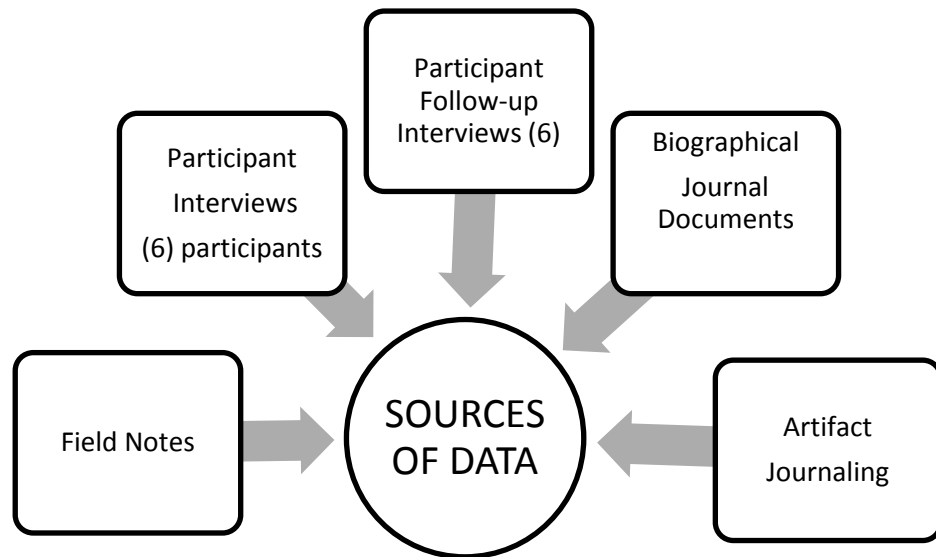 Participant
Follow-up
Interviews (6)
Participant
Interviews
(6) participants
Biographical
Journal
Documents
Field Notes
SOURCES
OF DATA
Artifact
Journaling